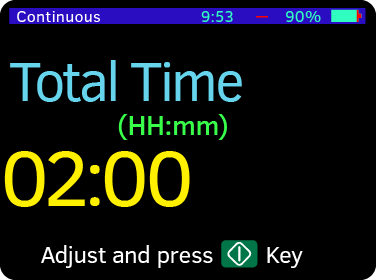 Continuous 9:53 90%
Total Time
(HH:mm)
02:00
Adjust and press Key